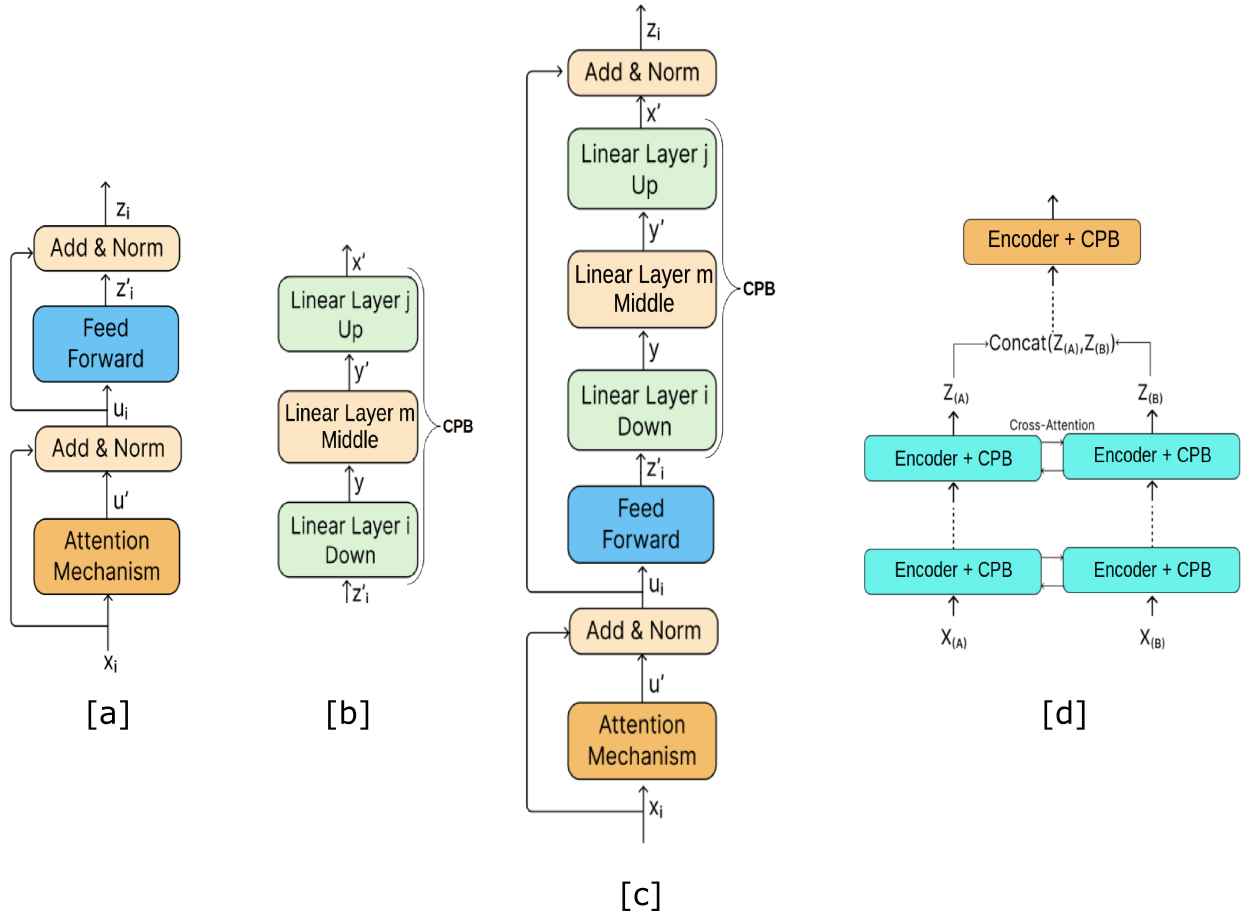 zᵢ
Add & Norm
z'ᵢ
Feed
Forward
uᵢ
Add & Norm
u'
Attention
Mechanism
xᵢ
[a]
x'
Linear Layer j
Up
y'
Linear Layer m
Middle
y
Linear Layer i
Down
z'ᵢ
CPB
[b]
zᵢ
Add & Norm
x'
Linear Layer j
Up
y'
Linear Layer m
Middle
y
Linear Layer i
Down
CPB
z'ᵢ
Feed
Forward
uᵢ
Add & Norm
u'
Attention
Mechanism
xᵢ
[c]
Encoder + CPB
Concat(Z(A),Z(B))
Z(A) Z(B)
Cross-Attention
Encoder + CPB Encoder + CPB
Encoder + CPB Encoder + CPB
X(A) X(B)
[d]